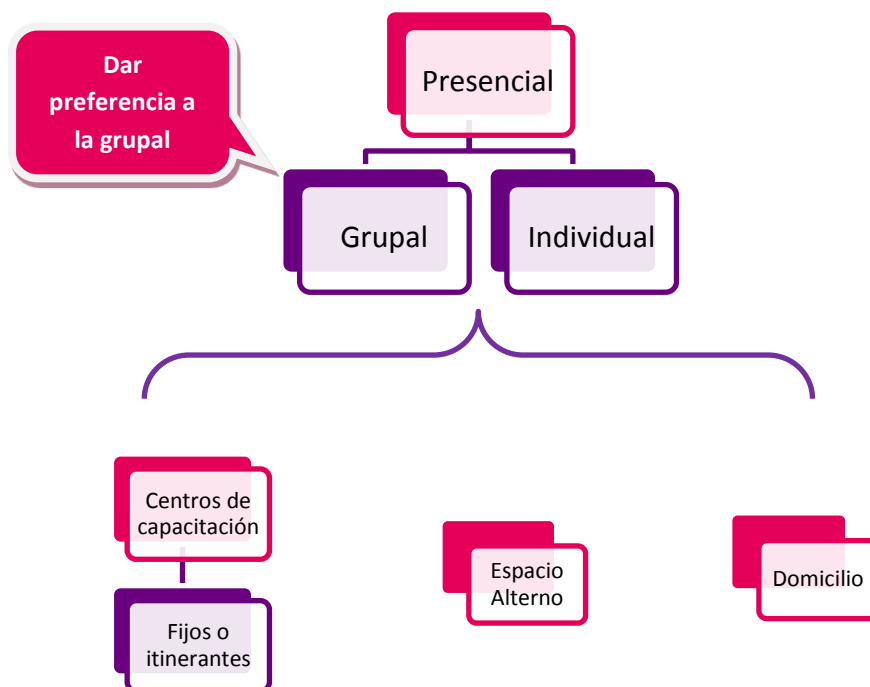 Dar
preferencia a
la grupal
Presencial
Grupal
Individual
Centros de
capacitación
Fijos o
itinerantes
Espacio
Alterno
Domicilio